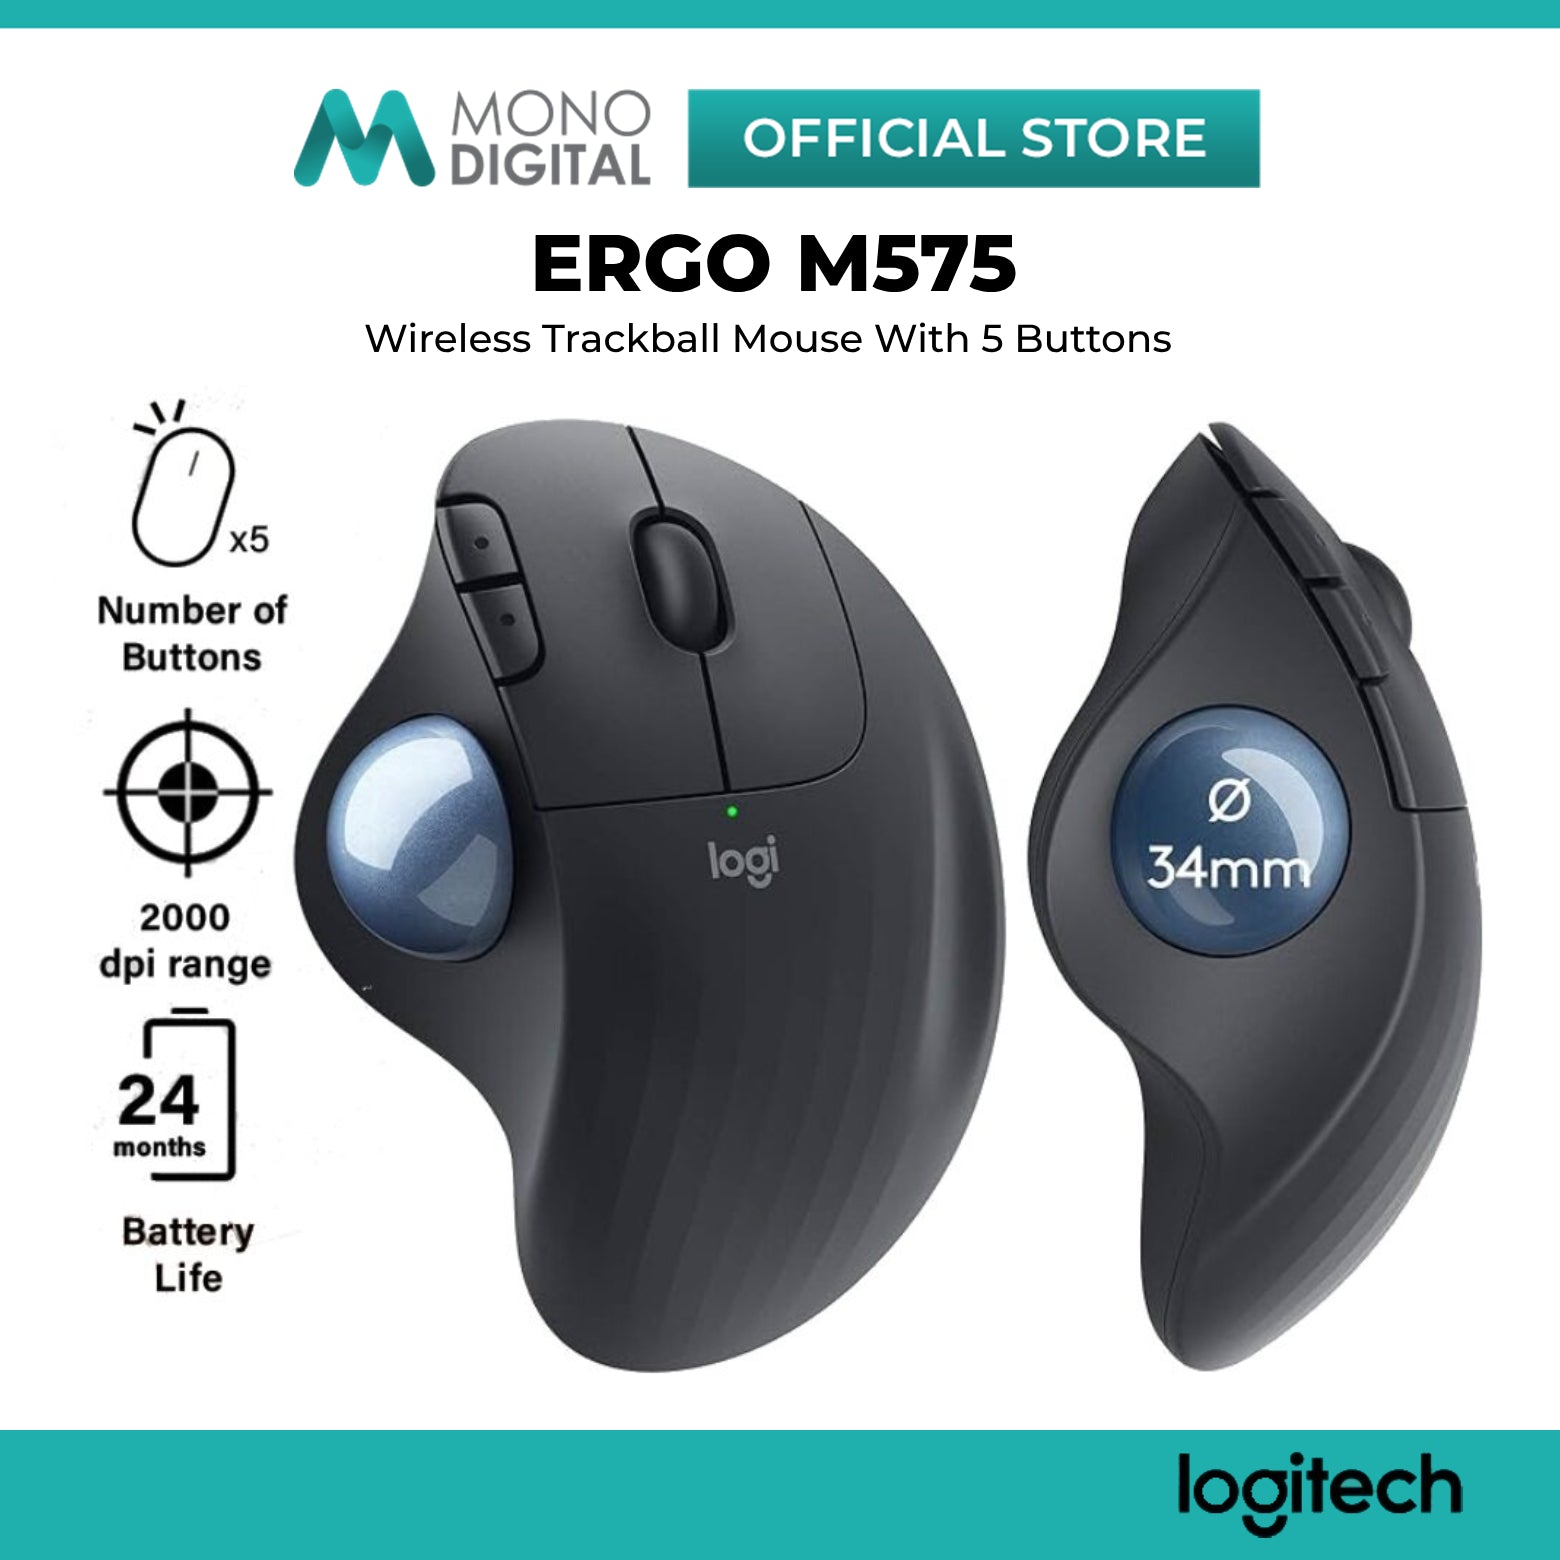 MONO
DIGITAL
OFFICIAL STORE
ERGO M575
Wireless Trackball Mouse With 5 Buttons
x5
Number of
Buttons
2000
dpi range
24
months
Battery
Life
logi
Ø
34mm
logitech